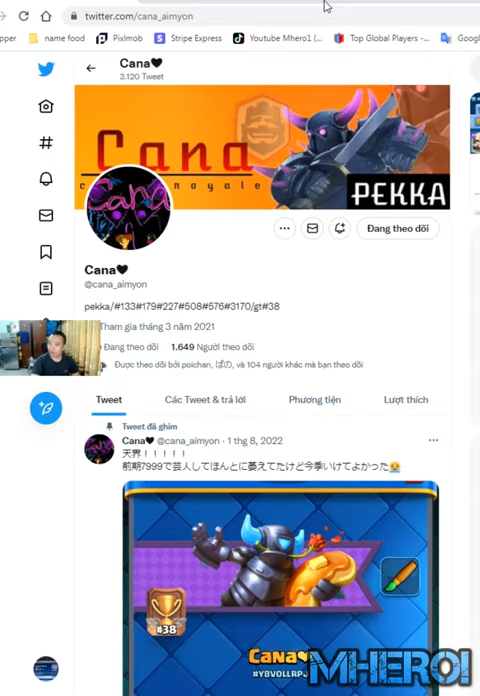 twitter.com/cana_aimyon
pper
name food
Pixlmob
Stripe Express
Youtube Mhero1 (...
Top Global Players -...
Googl
Cana🖤
3.120 Tweet
Cana
PEKKA
Cana
Đang theo dõi
Cana🖤
@cana_aimyon
pekka/#133#179#227#508#576#3170/gt#38
Tham gia tháng 3 năm 2021
Đang theo dõi 1.649 Người theo dõi
Được theo dõi bởi poichan, ぱの, và 104 người khác mà bạn theo dõi
Tweet
Các Tweet & trả lời
Phương tiện
Lượt thích
Tweet đã ghim
Cana🖤 @cana_aimyon · 1 thg 8, 2022
天界！！！！！
前期7999で芸人してほんとに萎えてたけど今季いけてよかった😭
#38
Cana
MHERO1